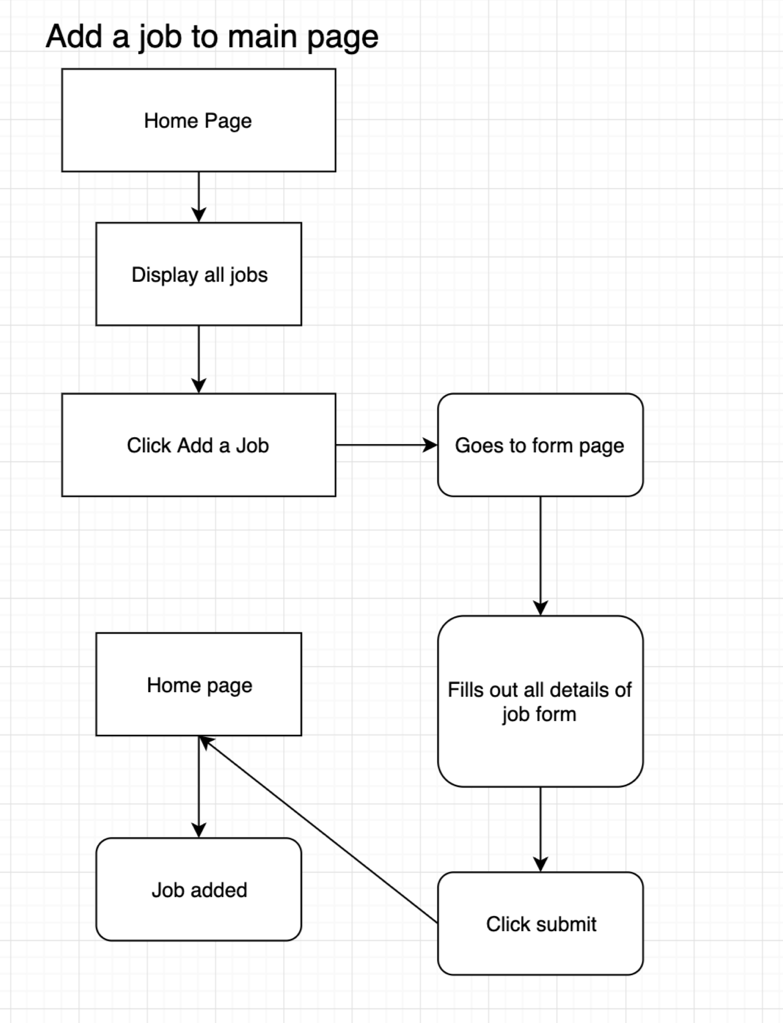 Add a job to main page
Home Page
Display all jobs
Click Add a Job
Goes to form page
Fills out all details of
job form
Click submit
Home page
Job added